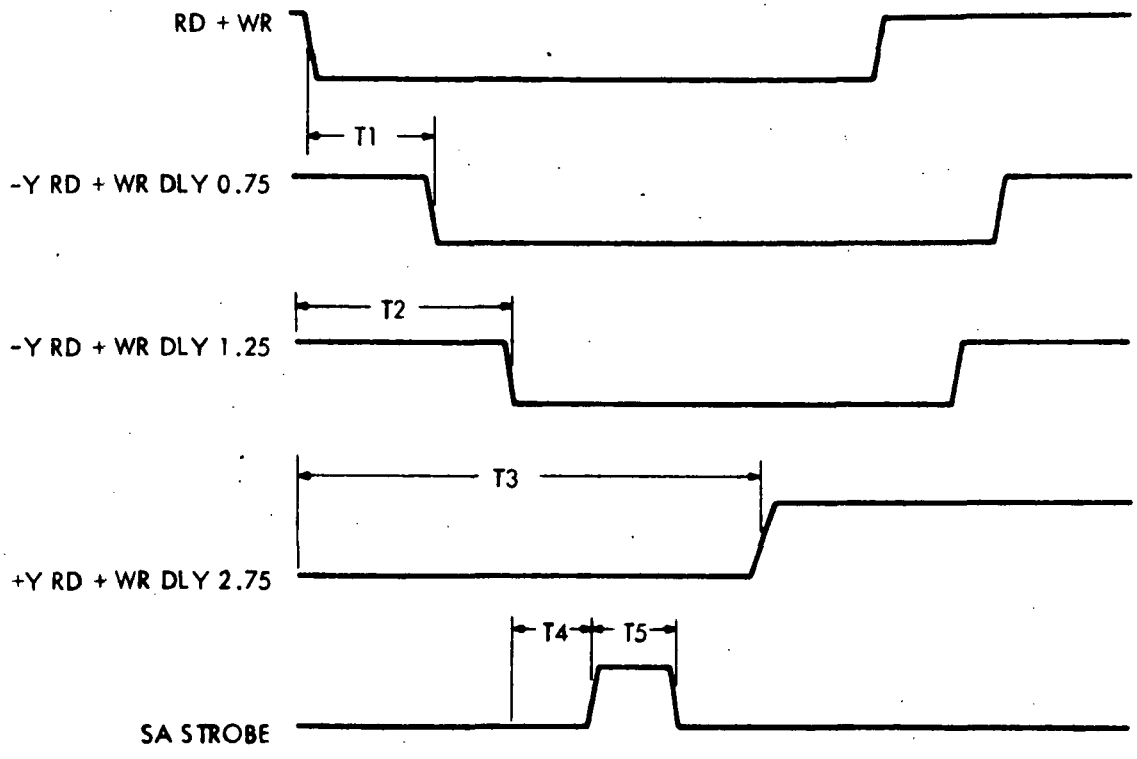 RD + WR
T1
-Y RD + WR DLY 0.75
T2
-Y RD + WR DLY 1.25
T3
+Y RD + WR DLY 2.75
T4 T5
SA STROBE